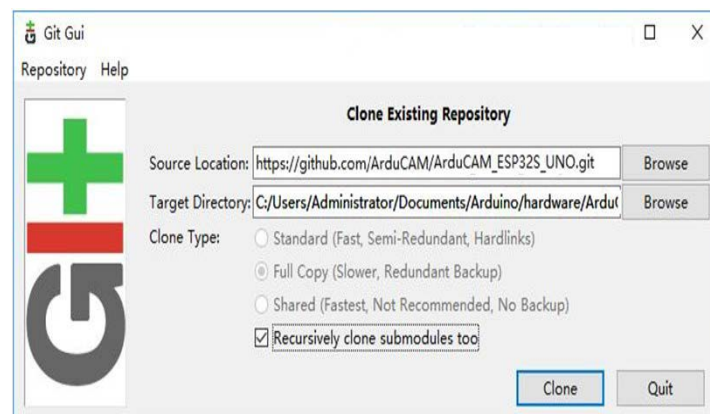 Git Gui
Repository Help
GIt
Clone Existing Repository
Source Location: https://github.com/ArduCAM/ArduCAM_ESP32S_UNO.git Browse
Target Directory: C:/Users/Administrator/Documents/Arduino/hardware/Ardu( Browse
Clone Type: Standard (Fast, Semi-Redundant, Hardlinks)
Full Copy (Slower, Redundant Backup)
Shared (Fastest, Not Recommended, No Backup)
Recursively clone submodules too
Clone Quit